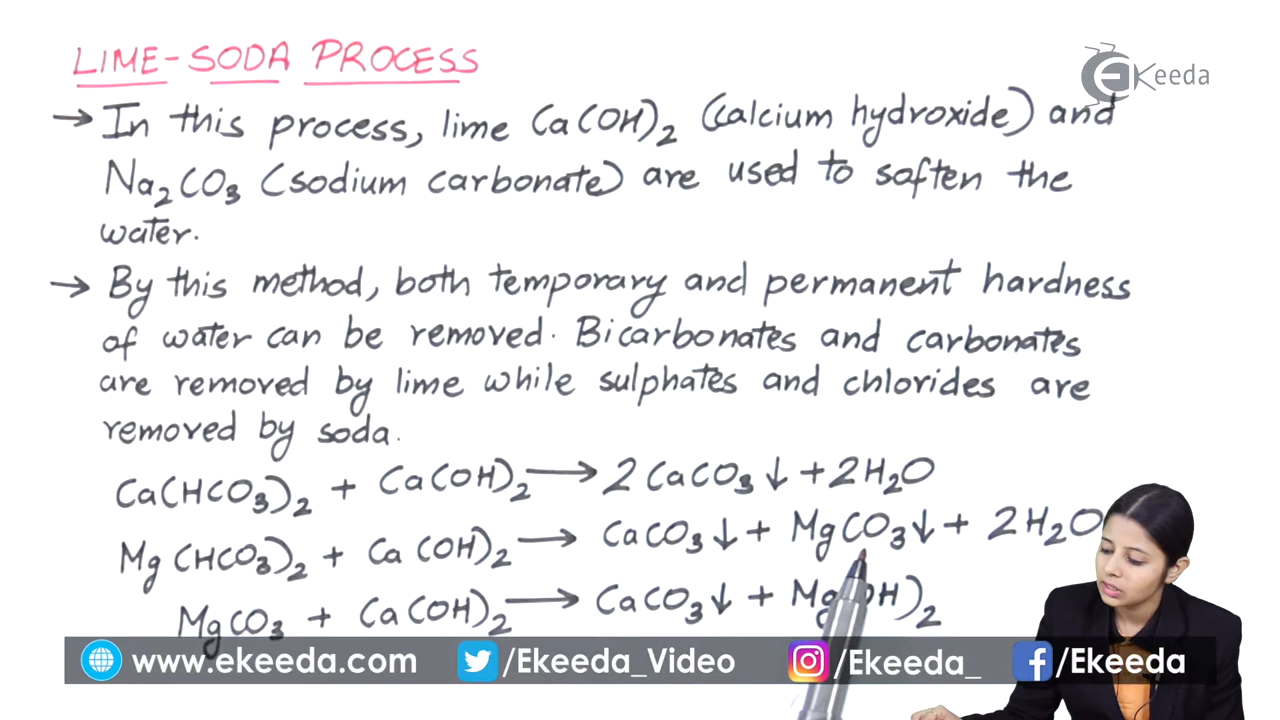 LIME-SODA PROCESS
Keeda
→ In this process, lime Ca(OH)₂ (calcium hydroxide) and
Na₂CO₃ (sodium carbonate) are used to soften the
water.
→ By this method, both temporary and permanent hardness
of water can be removed. Bicarbonates and carbonates
are removed by lime while sulphates and chlorides are
removed by soda.
Ca(HCO₃)₂ + Ca(OH)₂ → 2CaCO₃↓ + 2H₂O
Mg(HCO₃)₂ + Ca(OH)₂ → CaCO₃↓ + MgCO₃↓ + 2H₂O
MgCO₃ + Ca(OH)₂ → CaCO₃↓ + Mg(OH)₂
www.ekeeda.com /Ekeeda_Video /Ekeeda_ /Ekeeda